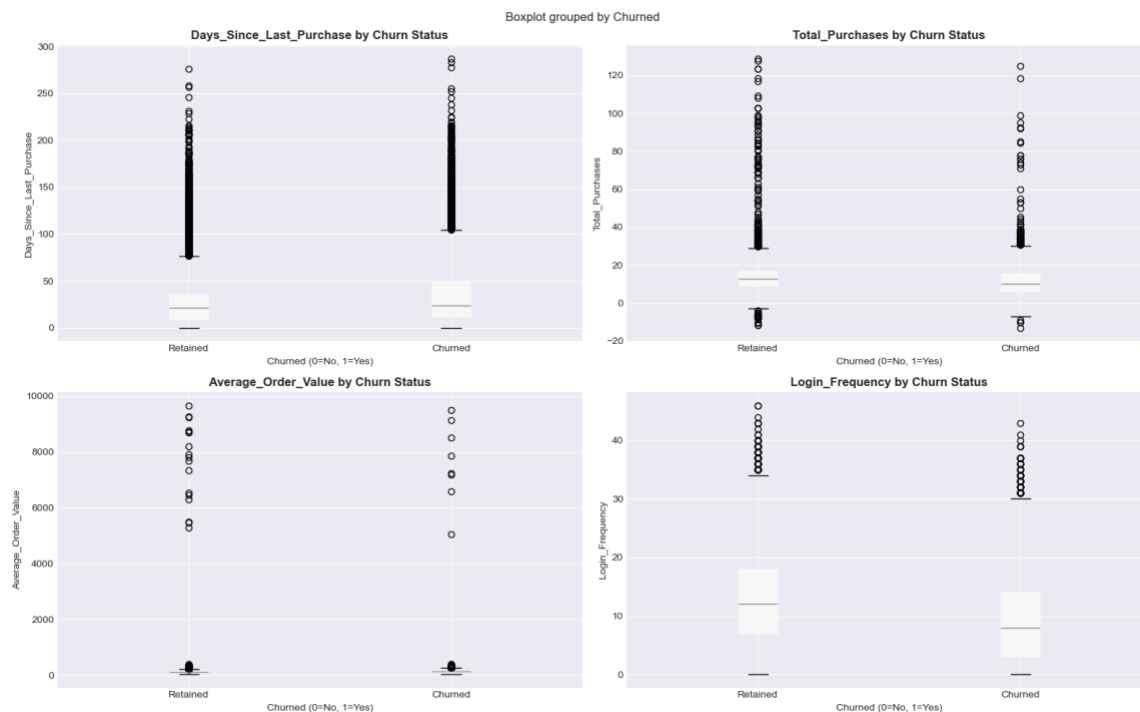 Boxplot grouped by Churned
Days_Since_Last_Purchase by Churn Status
300
250
200
150
100
50
0
Days_Since_Last_Purchase
Retained
Churned
Churned (0=No, 1=Yes)
Total_Purchases by Churn Status
120
100
80
60
40
20
0
−20
Total_Purchases
Retained
Churned
Churned (0=No, 1=Yes)
Average_Order_Value by Churn Status
10000
8000
6000
4000
2000
0
Average_Order_Value
Retained
Churned
Churned (0=No, 1=Yes)
Login_Frequency by Churn Status
40
30
20
10
0
Login_Frequency
Retained
Churned
Churned (0=No, 1=Yes)